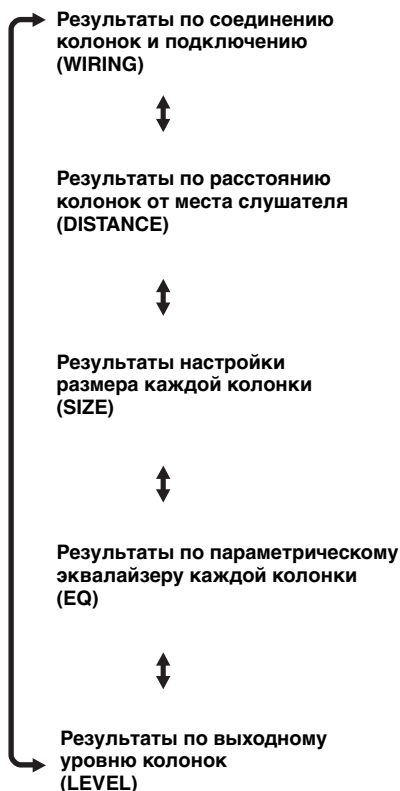 Результаты по соединению
колонок и подключению
(WIRING)
Результаты по расстоянию
колонок от места слушателя
(DISTANCE)
Результаты настройки
размера каждой колонки
(SIZE)
Результаты по параметрическому
эквалайзеру каждой колонки
(EQ)
Результаты по выходному
уровню колонок
(LEVEL)